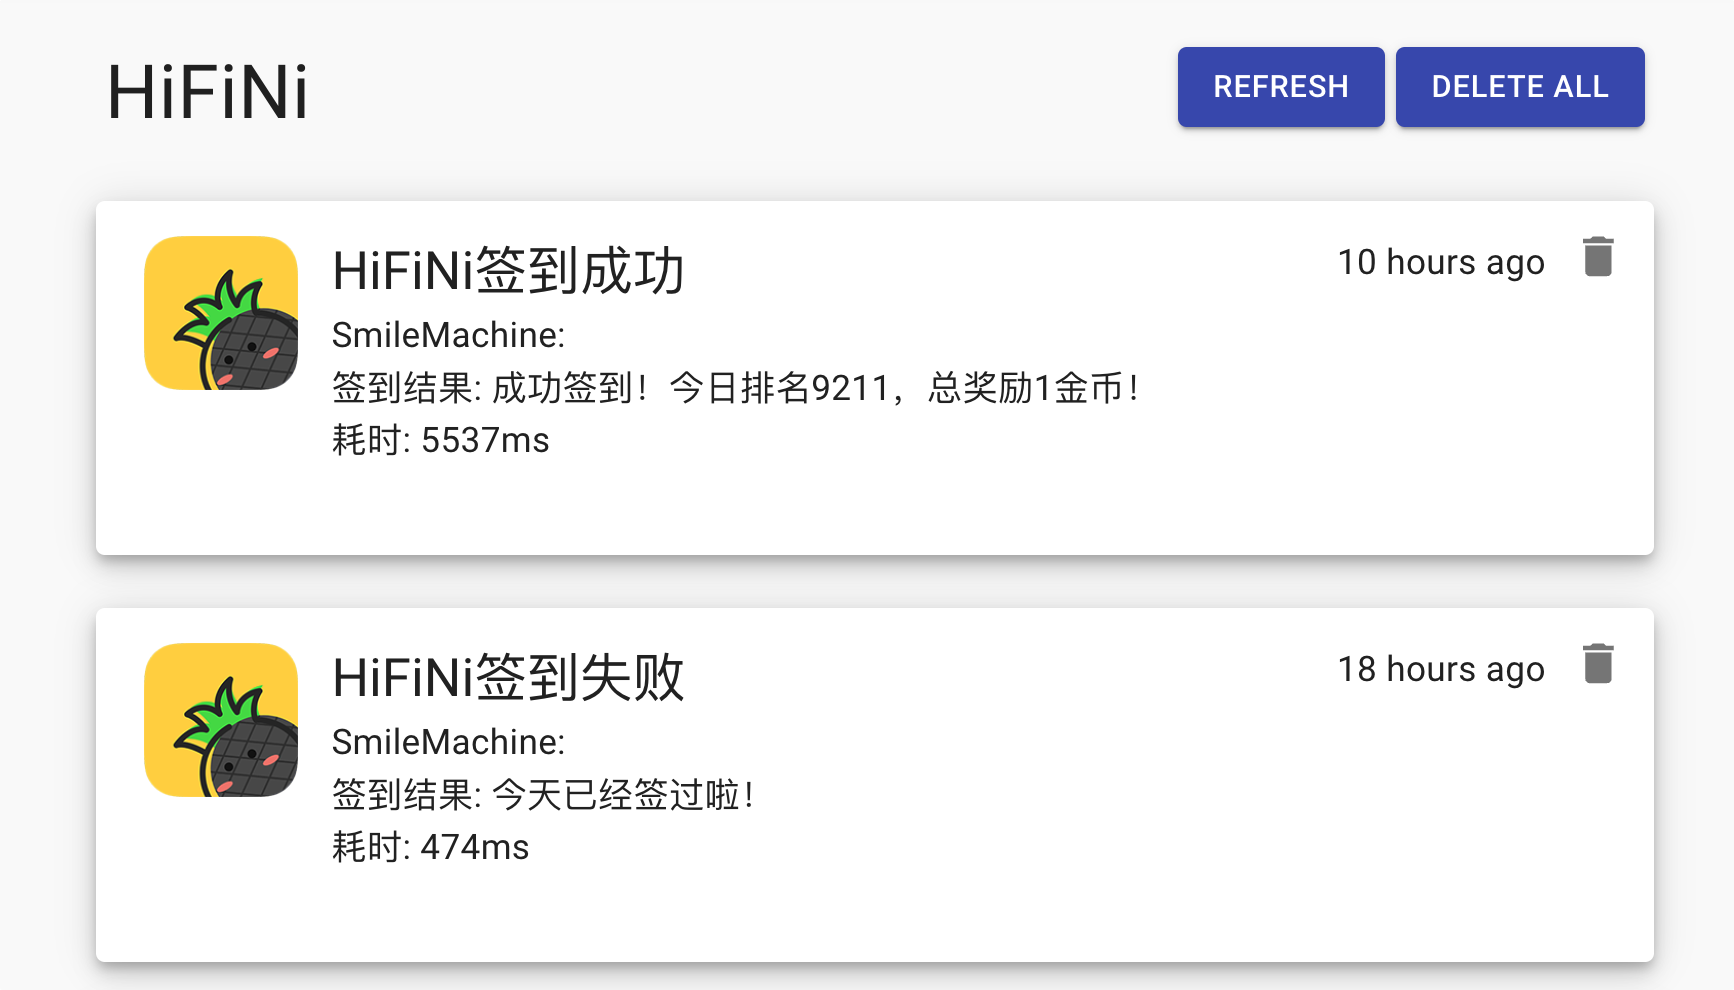 HiFiNi
REFRESH
DELETE ALL
HiFiNi签到成功
10 hours ago
SmileMachine:
签到结果: 成功签到！今日排名9211，总奖励1金币！
耗时: 5537ms
HiFiNi签到失败
18 hours ago
SmileMachine:
签到结果: 今天已经签过啦！
耗时: 474ms